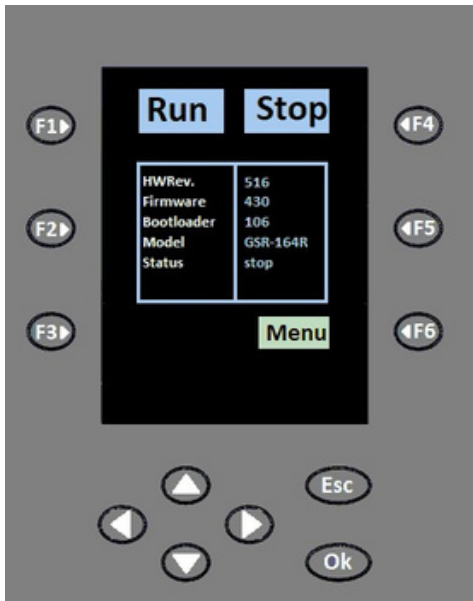 Run Stop
F1 F4
HWRev. 516
Firmware 430
F2 Bootloader 106 F5
Model GSR-164R
Status stop
F3 Menu F6
Esc
Ok